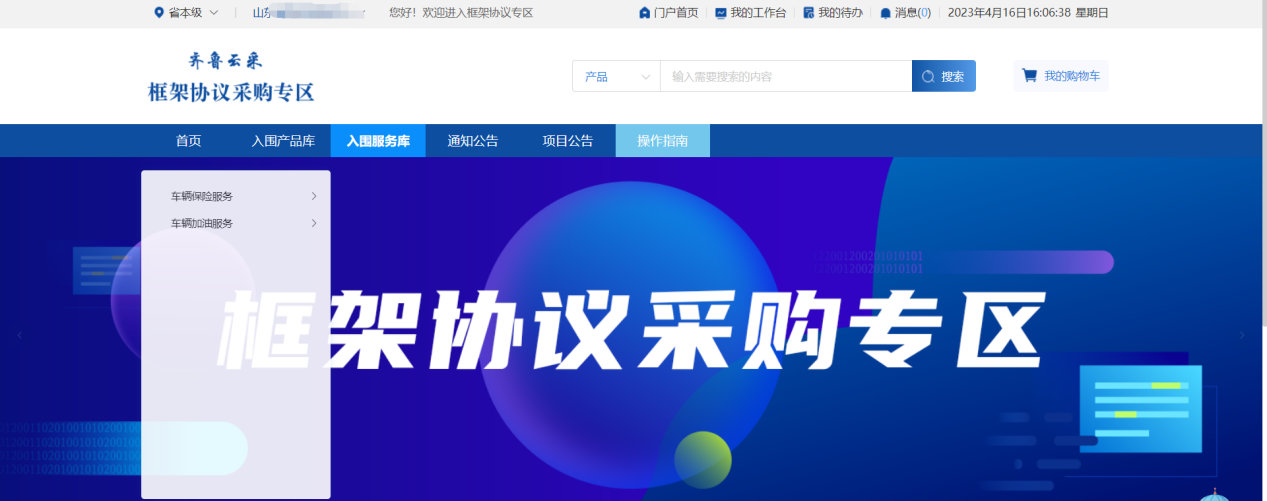 省本级
山东
您好！欢迎进入框架协议专区
门户首页
我的工作台
我的待办
消息(0)
2023年4月16日16:06:38 星期日
齐鲁云采
框架协议采购专区
产品
输入需要搜索的内容
搜索
我的购物车
首页
入围产品库
入围服务库
通知公告
项目公告
操作指南
车辆保险服务
车辆加油服务
框架协议采购专区